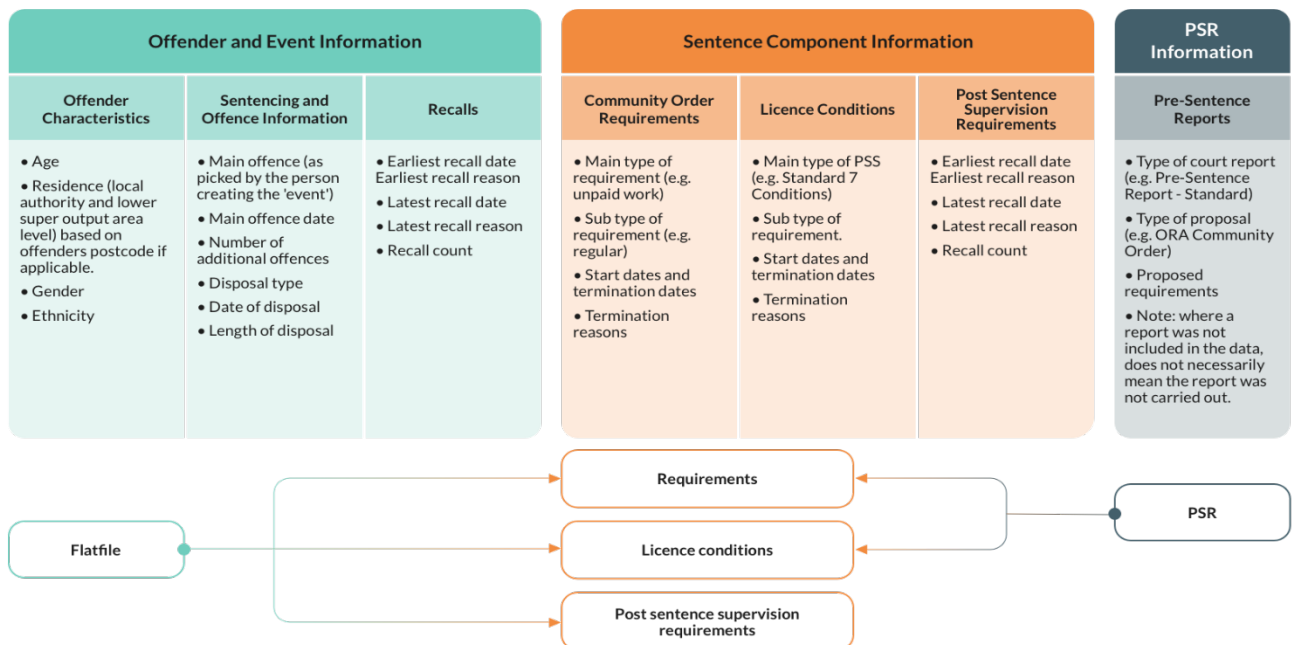 Offender and Event Information
Offender
Characteristics
• Age
• Residence (local
authority and lower
super output area
level) based on
offenders postcode if
applicable.
• Gender
• Ethnicity
Sentencing and
Offence Information
• Main offence (as
picked by the person
creating the 'event')
• Main offence date
• Number of
additional offences
• Disposal type
• Date of disposal
• Length of disposal
Recalls
• Earliest recall date
Earliest recall reason
• Latest recall date
• Latest recall reason
• Recall count
Sentence Component Information
Community Order
Requirements
• Main type of
requirement (e.g.
unpaid work)
• Sub type of
requirement (e.g.
regular)
• Start dates and
termination dates
• Termination
reasons
Licence Conditions
• Main type of PSS
(e.g. Standard 7
Conditions)
• Sub type of
requirement.
• Start dates and
termination dates
• Termination
reasons
Post Sentence
Supervision
Requirements
• Earliest recall date
Earliest recall reason
• Latest recall date
• Latest recall reason
• Recall count
PSR
Information
Pre-Sentence
Reports
• Type of court report
(e.g. Pre-Sentence
Report - Standard)
• Type of proposal
(e.g. ORA Community
Order)
• Proposed
requirements
• Note: where a
report was not
included in the data,
does not necessarily
mean the report was
not carried out.
Flatfile
Requirements
Licence conditions
Post sentence supervision
requirements
PSR